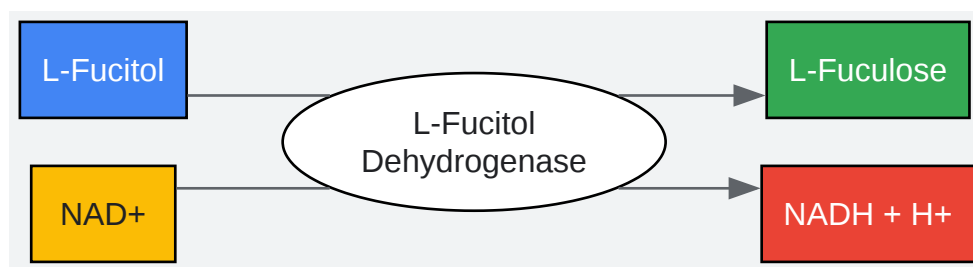 L-Fucitol
L-Fuculose
L-Fucitol
Dehydrogenase
NAD+
NADH + H+